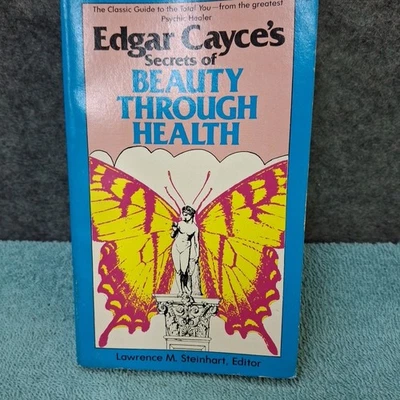 The Classic Guide to the Total You—from the greatest
Psychic Healer
Edgar Cayce's
Secrets of
BEAUTY
THROUGH
HEALTH
Lawrence M. Steinhart, Editor